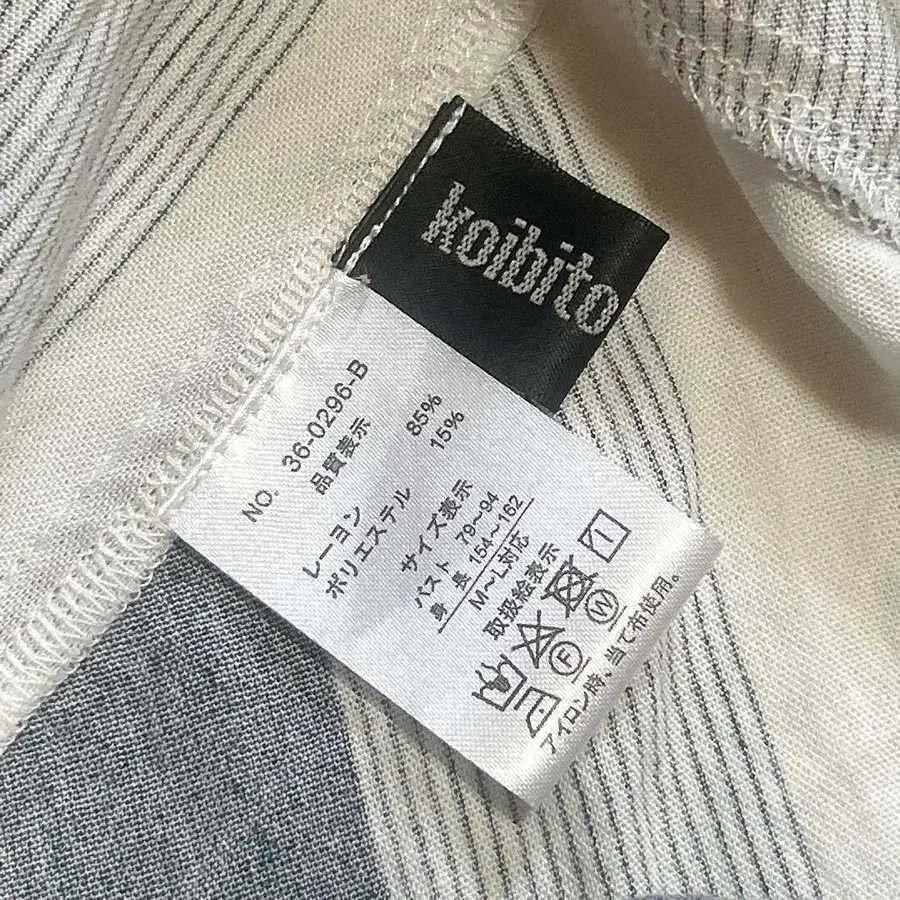 koibito
NO. 36-0296-B
品質表示
レーヨン 85%
ポリエステル 15%
サイズ表示
バスト 79〜94
身長 154〜162
M〜L対応
取扱絵表示
F W
アイロン時、当て布使用。